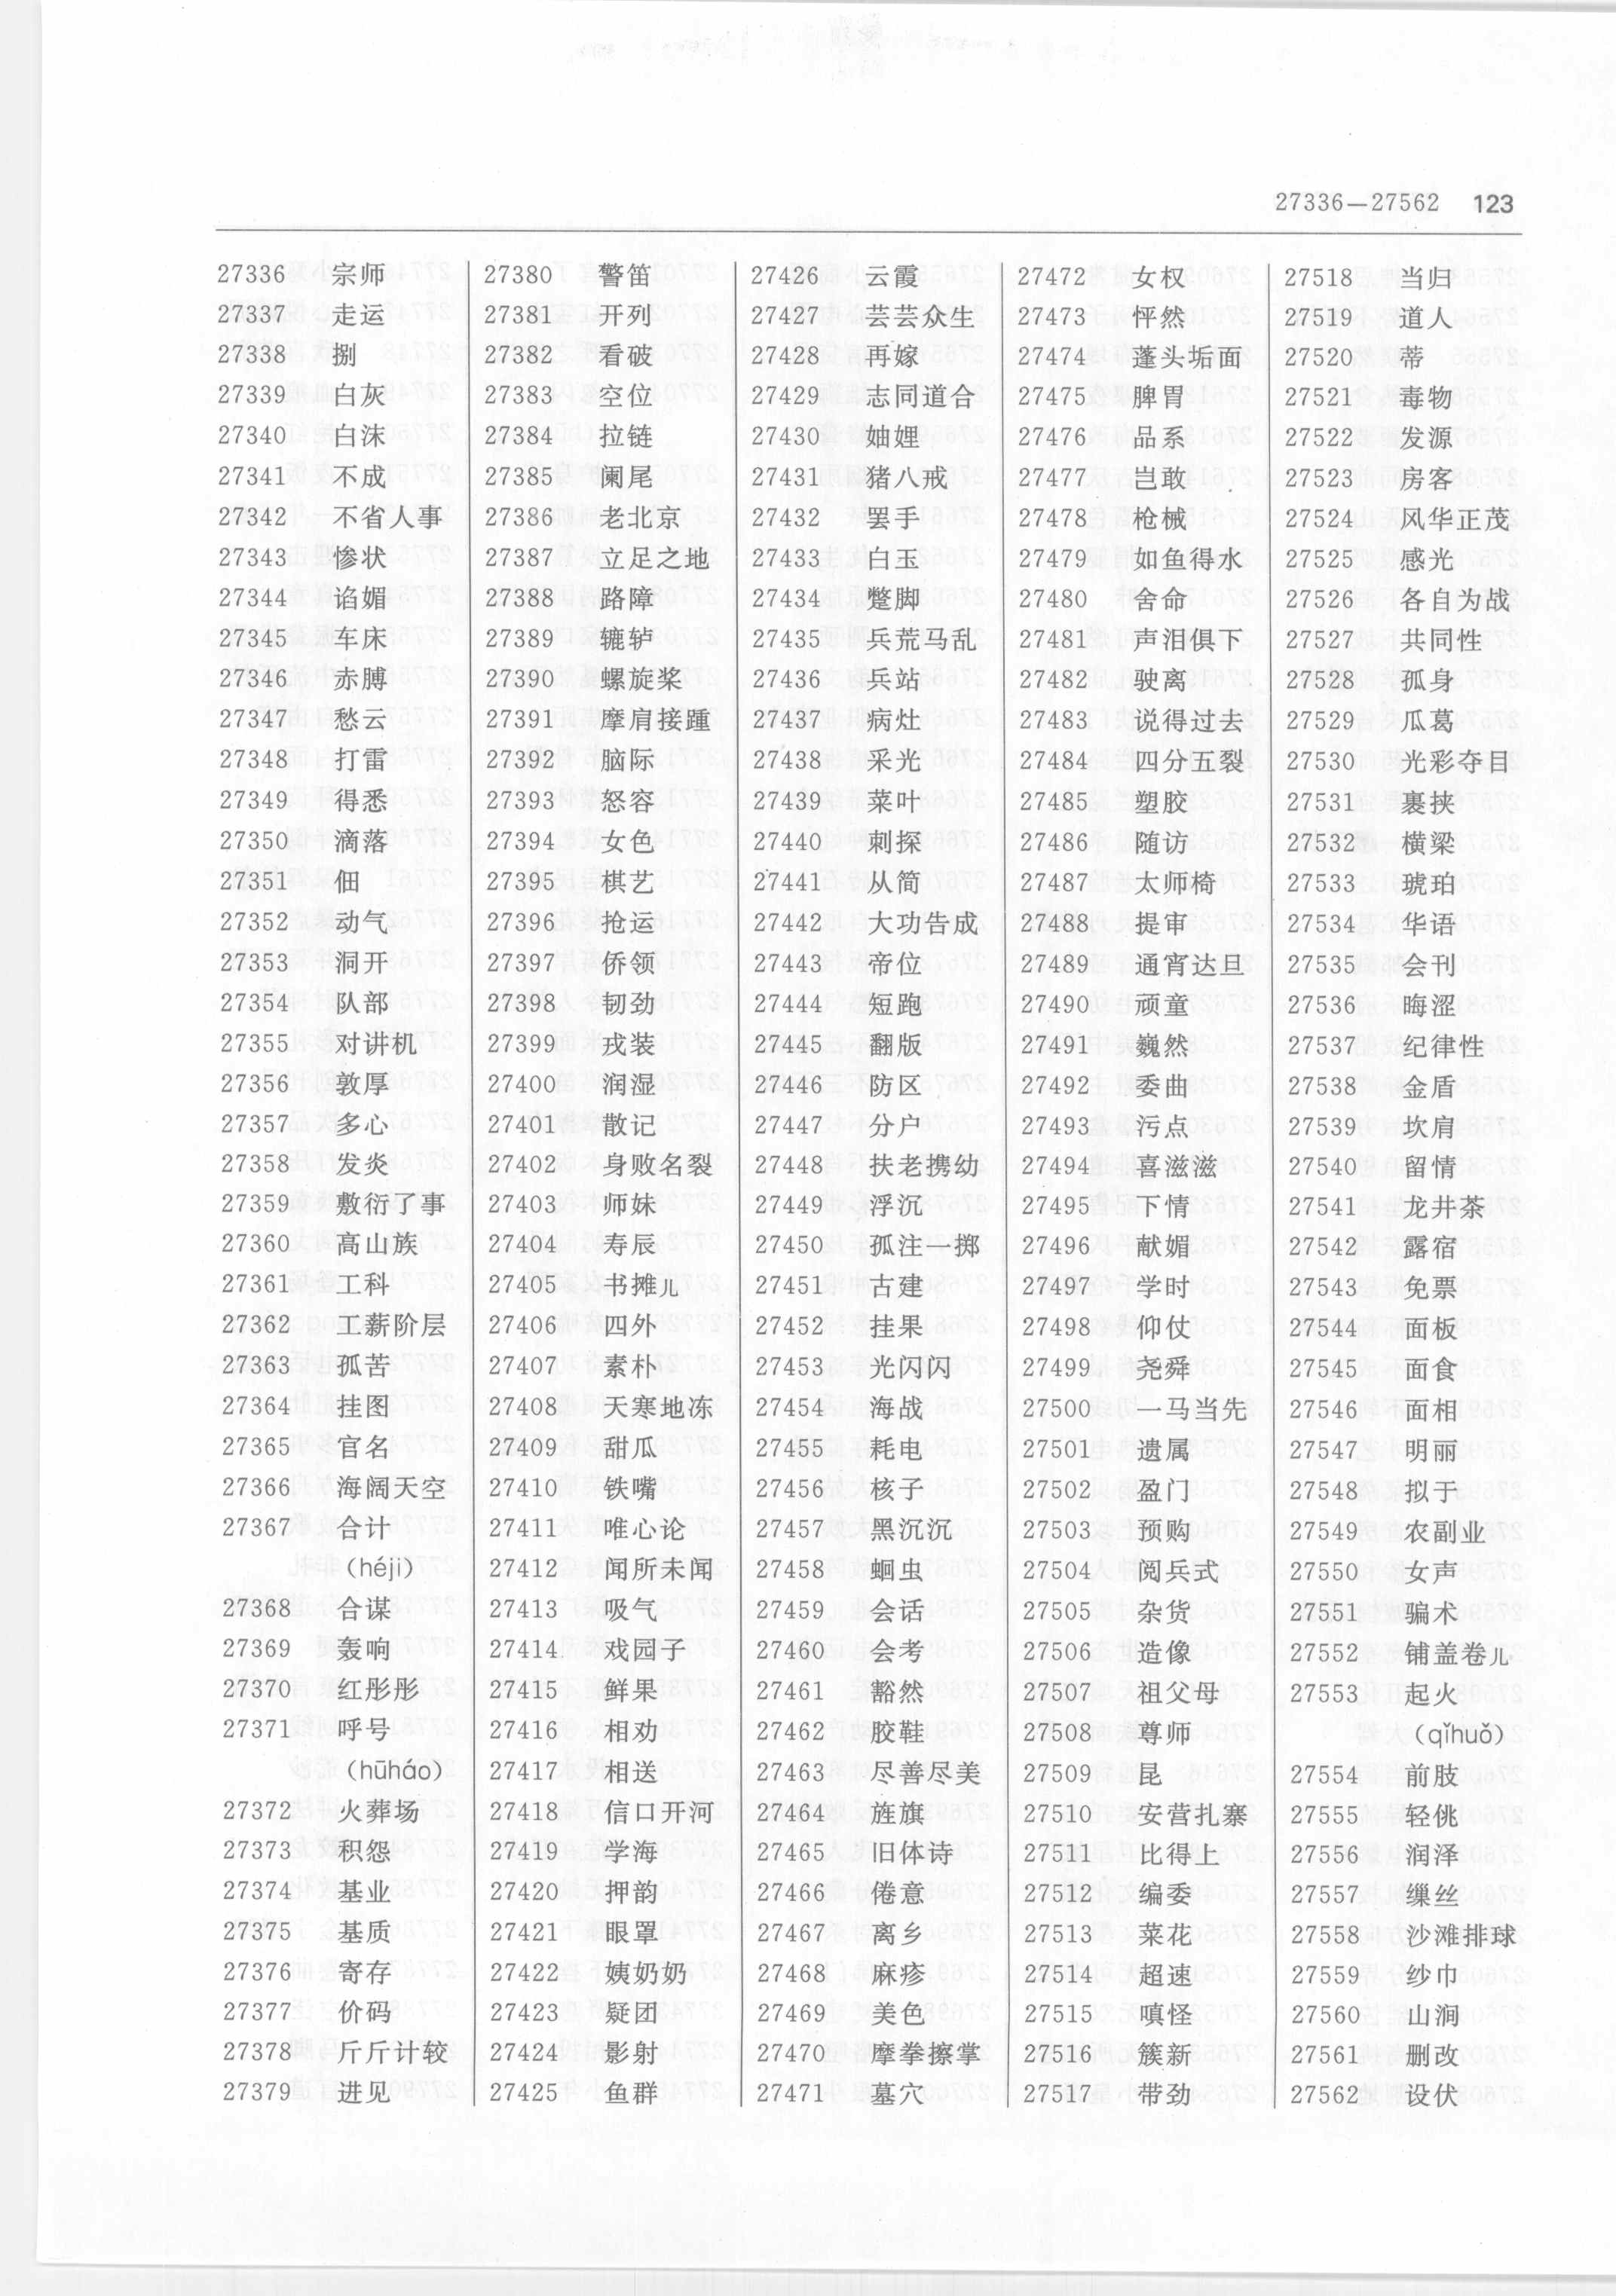 27336—27562 123
27336 宗师
27337 走运
27338 捌
27339 白灰
27340 白沫
27341 不成
27342 不省人事
27343 惨状
27344 谄媚
27345 车床
27346 赤膊
27347 愁云
27348 打雷
27349 得悉
27350 滴落
27351 佃
27352 动气
27353 洞开
27354 队部
27355 对讲机
27356 敦厚
27357 多心
27358 发炎
27359 敷衍了事
27360 高山族
27361 工科
27362 工薪阶层
27363 孤苦
27364 挂图
27365 官名
27366 海阔天空
27367 合计
(héji)
27368 合谋
27369 轰响
27370 红彤彤
27371 呼号
(hūháo)
27372 火葬场
27373 积怨
27374 基业
27375 基质
27376 寄存
27377 价码
27378 斤斤计较
27379 进见
27380 警笛
27381 开列
27382 看破
27383 空位
27384 拉链
27385 阑尾
27386 老北京
27387 立足之地
27388 路障
27389 辘轳
27390 螺旋桨
27391 摩肩接踵
27392 脑际
27393 怒容
27394 女色
27395 棋艺
27396 抢运
27397 侨领
27398 韧劲
27399 戎装
27400 润湿
27401 散记
27402 身败名裂
27403 师妹
27404 寿辰
27405 书摊儿
27406 四外
27407 素朴
27408 天寒地冻
27409 甜瓜
27410 铁嘴
27411 唯心论
27412 闻所未闻
27413 吸气
27414 戏园子
27415 鲜果
27416 相劝
27417 相送
27418 信口开河
27419 学海
27420 押韵
27421 眼罩
27422 姨奶奶
27423 疑团
27424 影射
27425 鱼群
27426 云霞
27427 芸芸众生
27428 再嫁
27429 志同道合
27430 妯娌
27431 猪八戒
27432 罢手
27433 白玉
27434 蹩脚
27435 兵荒马乱
27436 兵站
27437 病灶
27438 采光
27439 菜叶
27440 刺探
27441 从简
27442 大功告成
27443 帝位
27444 短跑
27445 翻版
27446 防区
27447 分户
27448 扶老携幼
27449 浮沉
27450 孤注一掷
27451 古建
27452 挂果
27453 光闪闪
27454 海战
27455 耗电
27456 核子
27457 黑沉沉
27458 蛔虫
27459 会话
27460 会考
27461 豁然
27462 胶鞋
27463 尽善尽美
27464 旌旗
27465 旧体诗
27466 倦意
27467 离乡
27468 麻疹
27469 美色
27470 摩拳擦掌
27471 墓穴
27472 女权
27473 怦然
27474 蓬头垢面
27475 脾胃
27476 品系
27477 岂敢
27478 枪械
27479 如鱼得水
27480 舍命
27481 声泪俱下
27482 驶离
27483 说得过去
27484 四分五裂
27485 塑胶
27486 随访
27487 太师椅
27488 提审
27489 通宵达旦
27490 顽童
27491 巍然
27492 委曲
27493 污点
27494 喜滋滋
27495 下情
27496 献媚
27497 学时
27498 仰仗
27499 尧舜
27500 一马当先
27501 遗属
27502 盈门
27503 预购
27504 阅兵式
27505 杂货
27506 造像
27507 祖父母
27508 尊师
27509 昆
27510 安营扎寨
27511 比得上
27512 编委
27513 菜花
27514 超速
27515 嗔怪
27516 簇新
27517 带劲
27518 当归
27519 道人
27520 蒂
27521 毒物
27522 发源
27523 房客
27524 风华正茂
27525 感光
27526 各自为战
27527 共同性
27528 孤身
27529 瓜葛
27530 光彩夺目
27531 裹挟
27532 横梁
27533 琥珀
27534 华语
27535 会刊
27536 晦涩
27537 纪律性
27538 金盾
27539 坎肩
27540 留情
27541 龙井茶
27542 露宿
27543 免票
27544 面板
27545 面食
27546 面相
27547 明丽
27548 拟于
27549 农副业
27550 女声
27551 骗术
27552 铺盖卷儿
27553 起火
(qǐhuǒ)
27554 前肢
27555 轻佻
27556 润泽
27557 缫丝
27558 沙滩排球
27559 纱巾
27560 山涧
27561 删改
27562 设伏